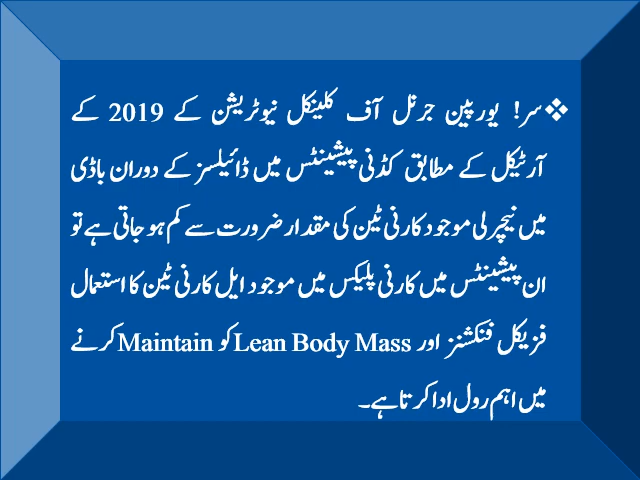 ❖ سر! یورپین جرنل آف کلینکل نیوٹریشن کے 2019 کے
آرٹیکل کے مطابق کڈنی پیشینٹس میں ڈائیلسز کے دوران باڈی
میں نیچرلی موجود کارنی ٹین کی مقدار ضرورت سے کم ہو جاتی ہے تو
ان پیشینٹس میں کارنی پلیکس میں موجود ایل کارنی ٹین کا استعمال
فزیکل فنکشنز اور Lean Body Mass کو Maintain کرنے
میں اہم رول ادا کرتا ہے۔